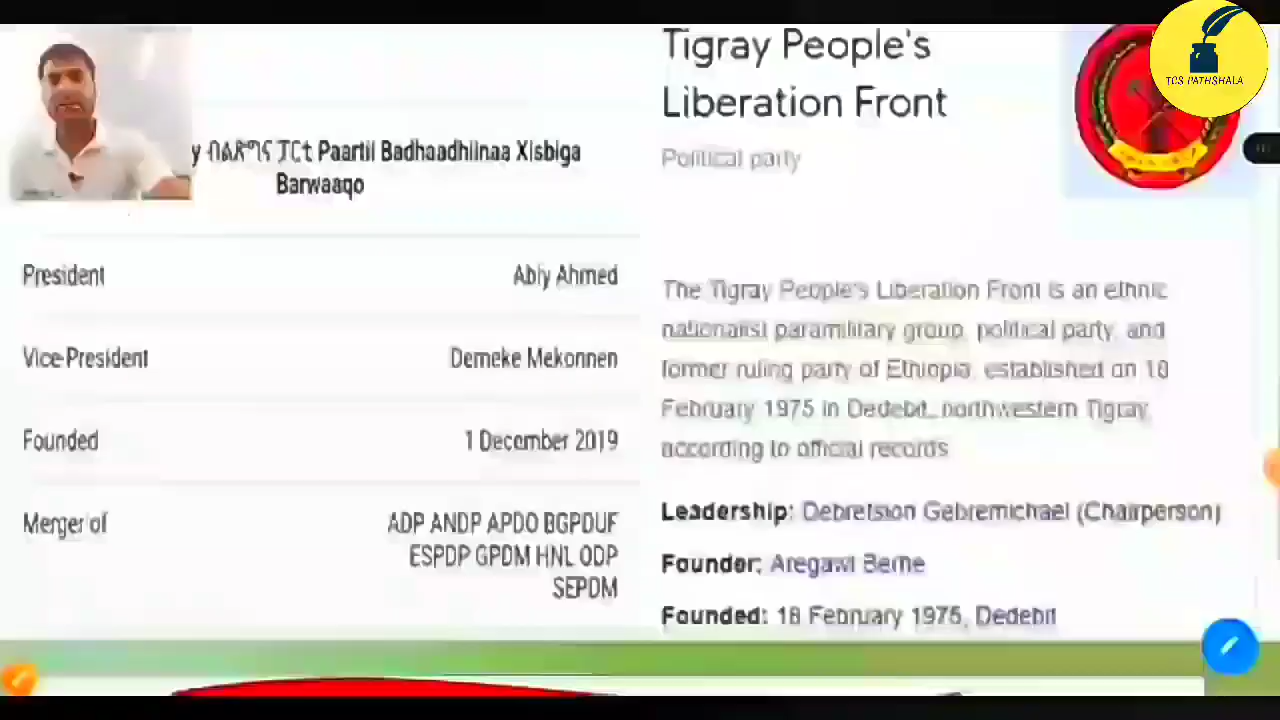 ብልጽግና ፓርቲ Paartii Badhaadhiinaa Xisbiga
Barwaaqo
President Abiy Ahmed
Vice-President Demeke Mekonnen
Founded 1 December 2019
Merger of ADP ANDP APDO BGPDUF
ESPDP GPDM HNL ODP
SEPDM
Tigray People's
Liberation Front
Political party
The Tigray People's Liberation Front is an ethnic
nationalist paramilitary group, political party, and
former ruling party of Ethiopia, established on 18
February 1975 in Dedebit, northwestern Tigray,
according to official records
Leadership: Debretsion Gebremichael (Chairperson)
Founder: Aregawi Berhe
Founded: 18 February 1975, Dedebit
TCS PATHSHALA